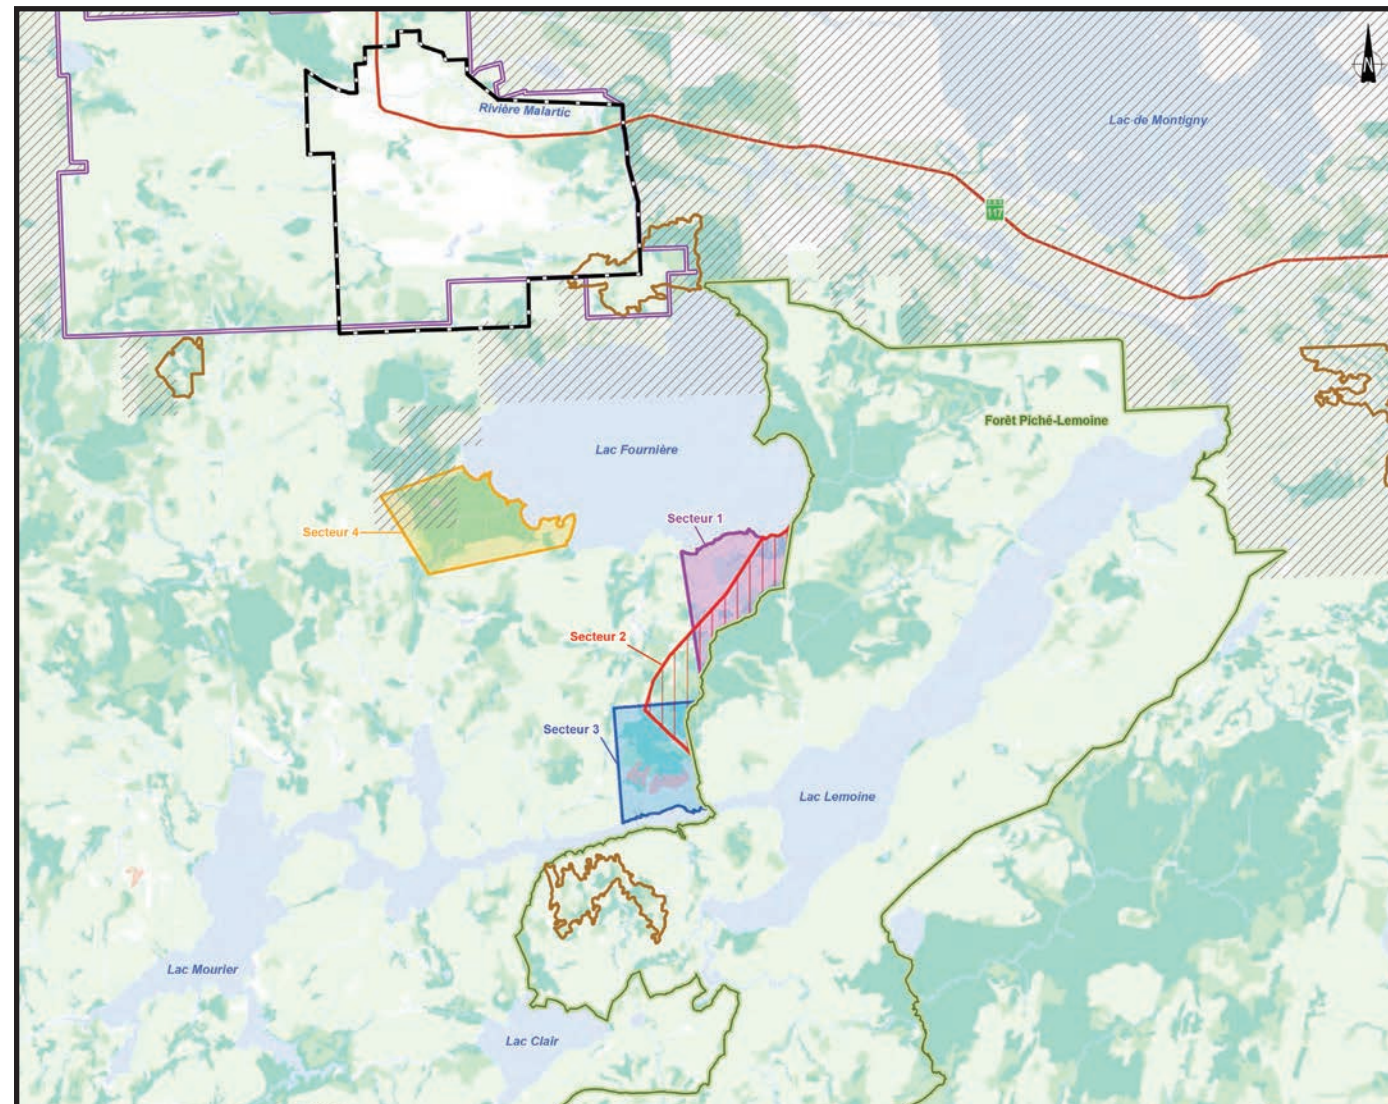 N
Rivière Malartic
Lac de Montigny
117
Forêt Piché-Lemoine
Lac Fournière
Secteur 1
Secteur 4
Secteur 2
Secteur 3
Lac Lemoine
Lac Mourier
Lac Clair